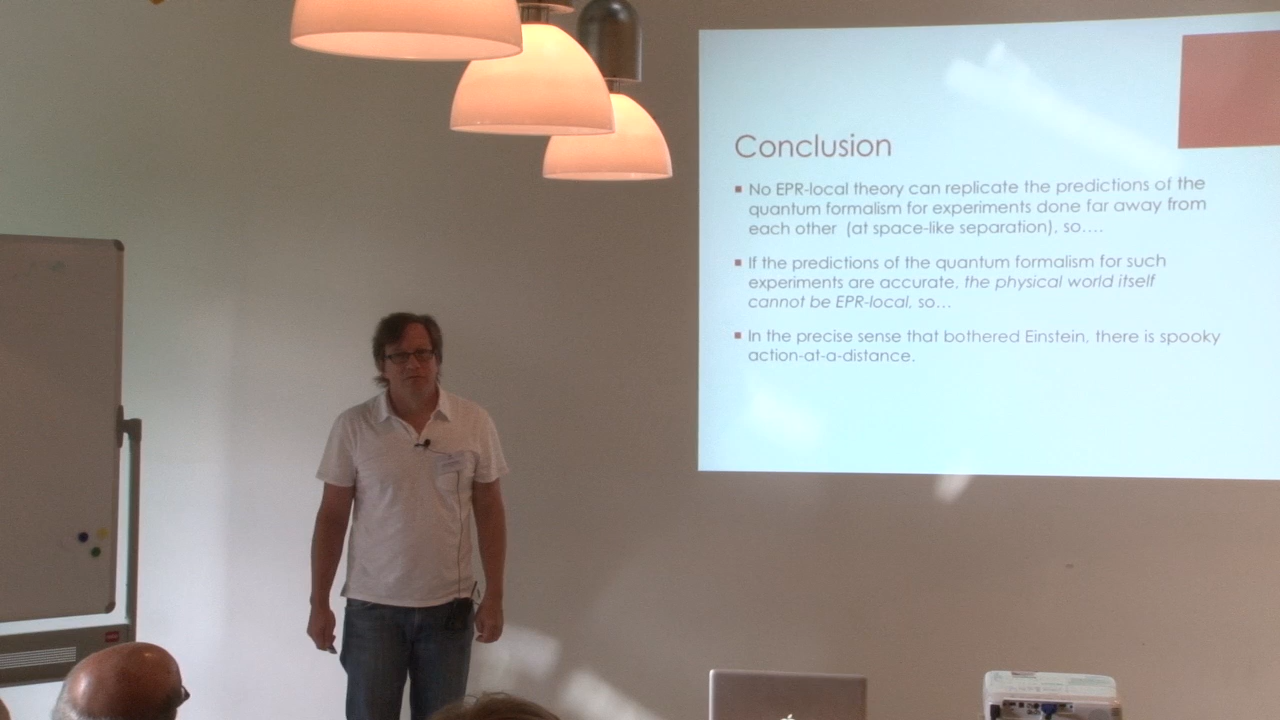 Conclusion
No EPR-local theory can replicate the predictions of the
quantum formalism for experiments done far away from
each other (at space-like separation), so....
If the predictions of the quantum formalism for such
experiments are accurate, the physical world itself
cannot be EPR-local, so...
In the precise sense that bothered Einstein, there is spooky
action-at-a-distance.